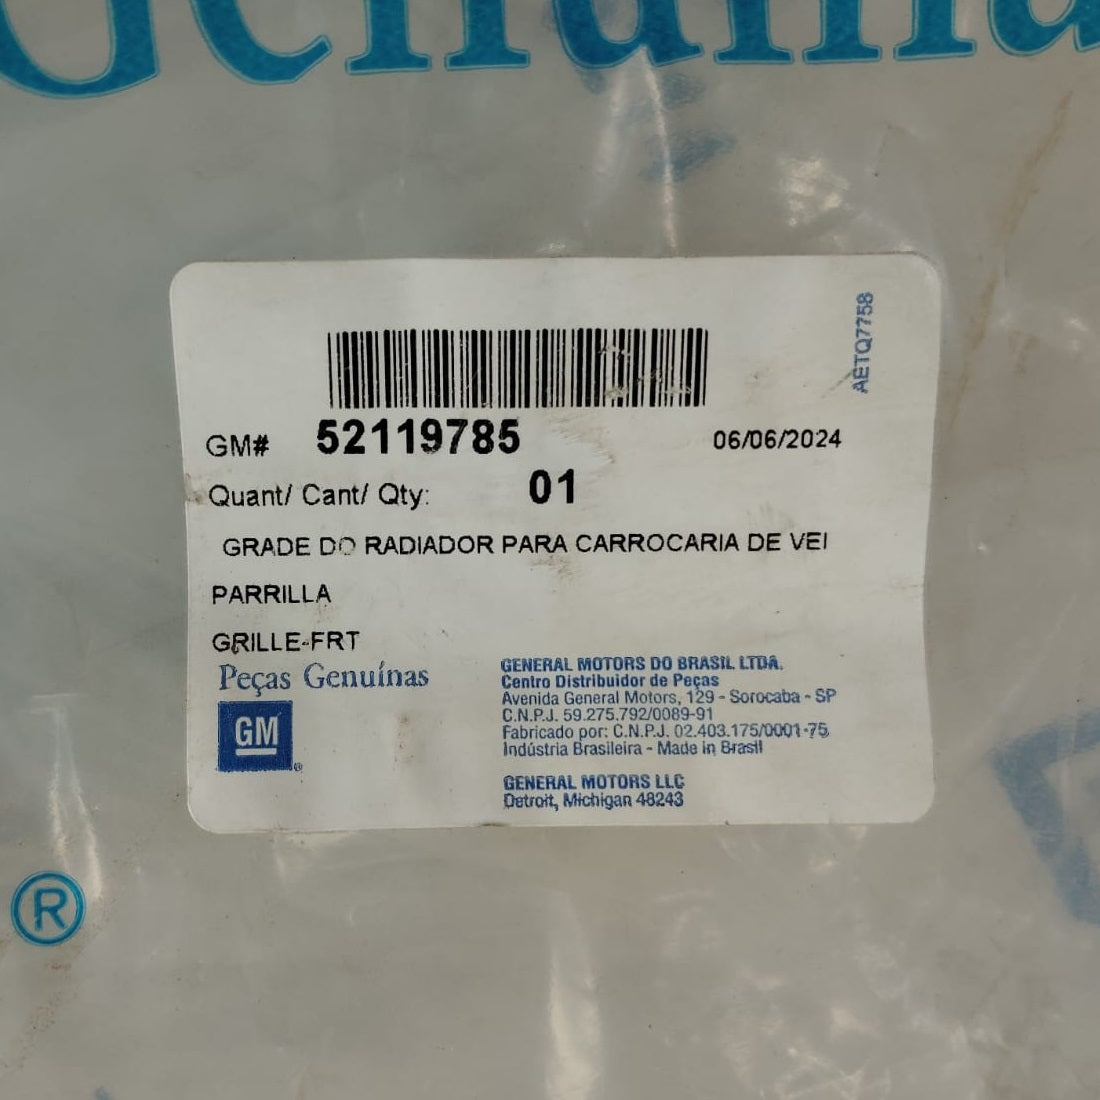 Genuína
AETQ7758
GM# 52119785 06/06/2024
Quant/ Cant/ Qty: 01
GRADE DO RADIADOR PARA CARROCARIA DE VEI
PARRILLA
GRILLE-FRT
Peças Genuínas
GM
®
GENERAL MOTORS DO BRASIL LTDA.
Centro Distribuidor de Peças
Avenida General Motors, 129 - Sorocaba - SP
C.N.P.J. 59.275.792/0089-91
Fabricado por: C.N.P.J. 02.403.175/0001-75
Indústria Brasileira - Made in Brasil
GENERAL MOTORS LLC
Detroit, Michigan 48243
®